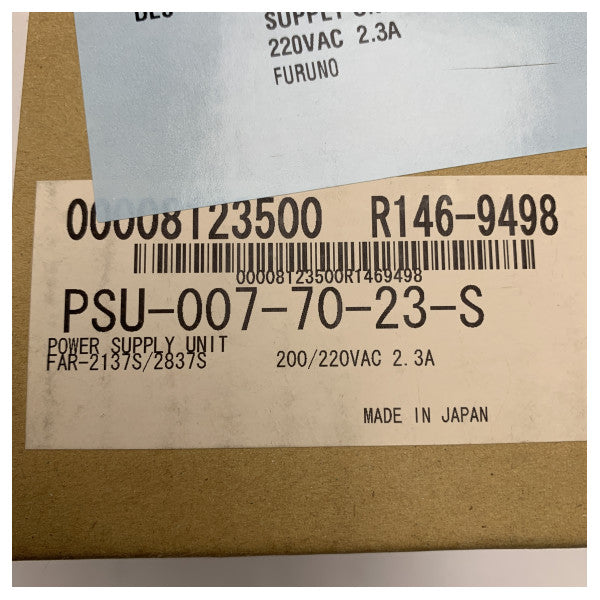 SUPPLY
220VAC 2.3A
FURUNO
00008123500 R146-9498
00008123500R1469498
PSU-007-70-23-S
POWER SUPPLY UNIT
FAR-2137S/2837S 200/220VAC 2.3A
MADE IN JAPAN